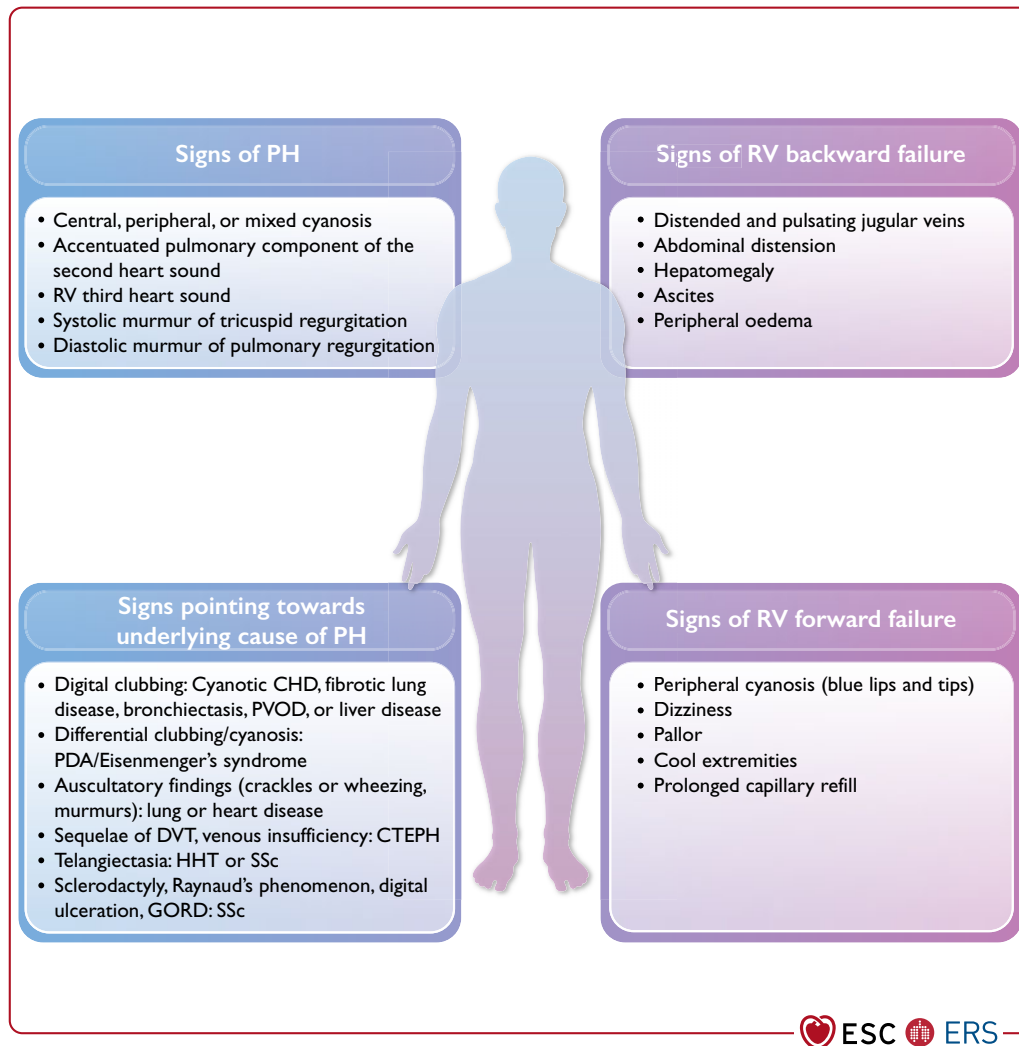 Signs of PH
• Central, peripheral, or mixed cyanosis
• Accentuated pulmonary component of the
second heart sound
• RV third heart sound
• Systolic murmur of tricuspid regurgitation
• Diastolic murmur of pulmonary regurgitation
Signs of RV backward failure
• Distended and pulsating jugular veins
• Abdominal distension
• Hepatomegaly
• Ascites
• Peripheral oedema
Signs pointing towards
underlying cause of PH
• Digital clubbing: Cyanotic CHD, fibrotic lung
disease, bronchiectasis, PVOD, or liver disease
• Differential clubbing/cyanosis:
PDA/Eisenmenger's syndrome
• Auscultatory findings (crackles or wheezing,
murmurs): lung or heart disease
• Sequelae of DVT, venous insufficiency: CTEPH
• Telangiectasia: HHT or SSc
• Sclerodactyly, Raynaud's phenomenon, digital
ulceration, GORD: SSc
Signs of RV forward failure
• Peripheral cyanosis (blue lips and tips)
• Dizziness
• Pallor
• Cool extremities
• Prolonged capillary refill
ESC ERS